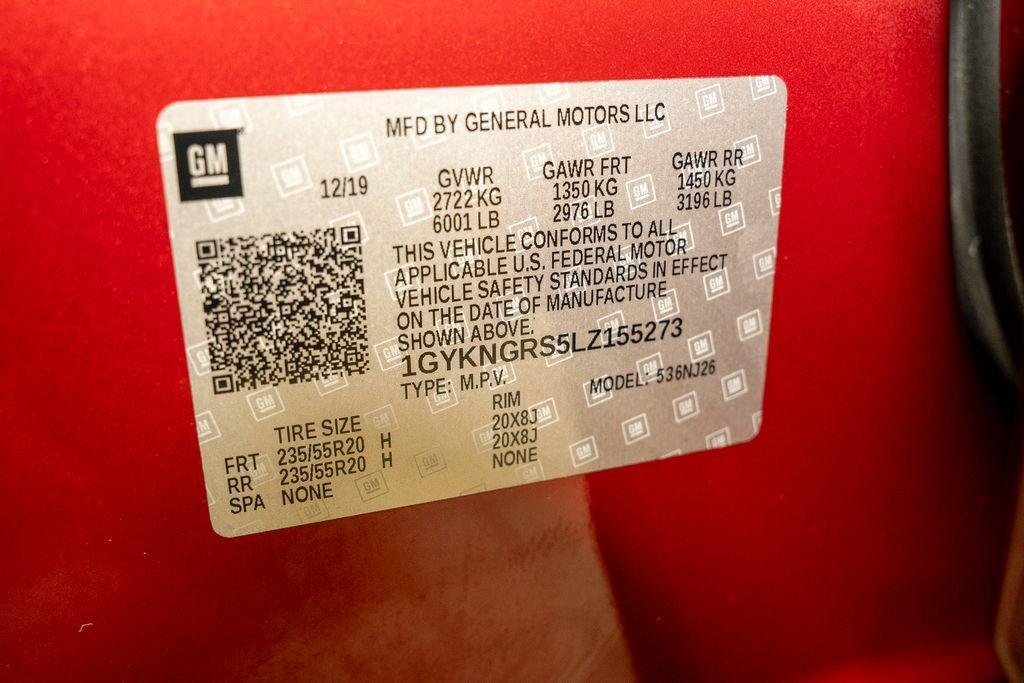 MFD BY GENERAL MOTORS LLC
GM
12/19
GVWR GAWR FRT GAWR RR
2722 KG 1350 KG 1450 KG
6001 LB 2976 LB 3196 LB
THIS VEHICLE CONFORMS TO ALL
APPLICABLE U.S. FEDERAL MOTOR
VEHICLE SAFETY STANDARDS IN EFFECT
ON THE DATE OF MANUFACTURE
SHOWN ABOVE.
1GYKNGRS5LZ155273
TYPE: M.P.V. MODEL: 536NJ26
TIRE SIZE RIM
FRT 235/55R20 H 20X8J
RR 235/55R20 H 20X8J
SPA NONE NONE